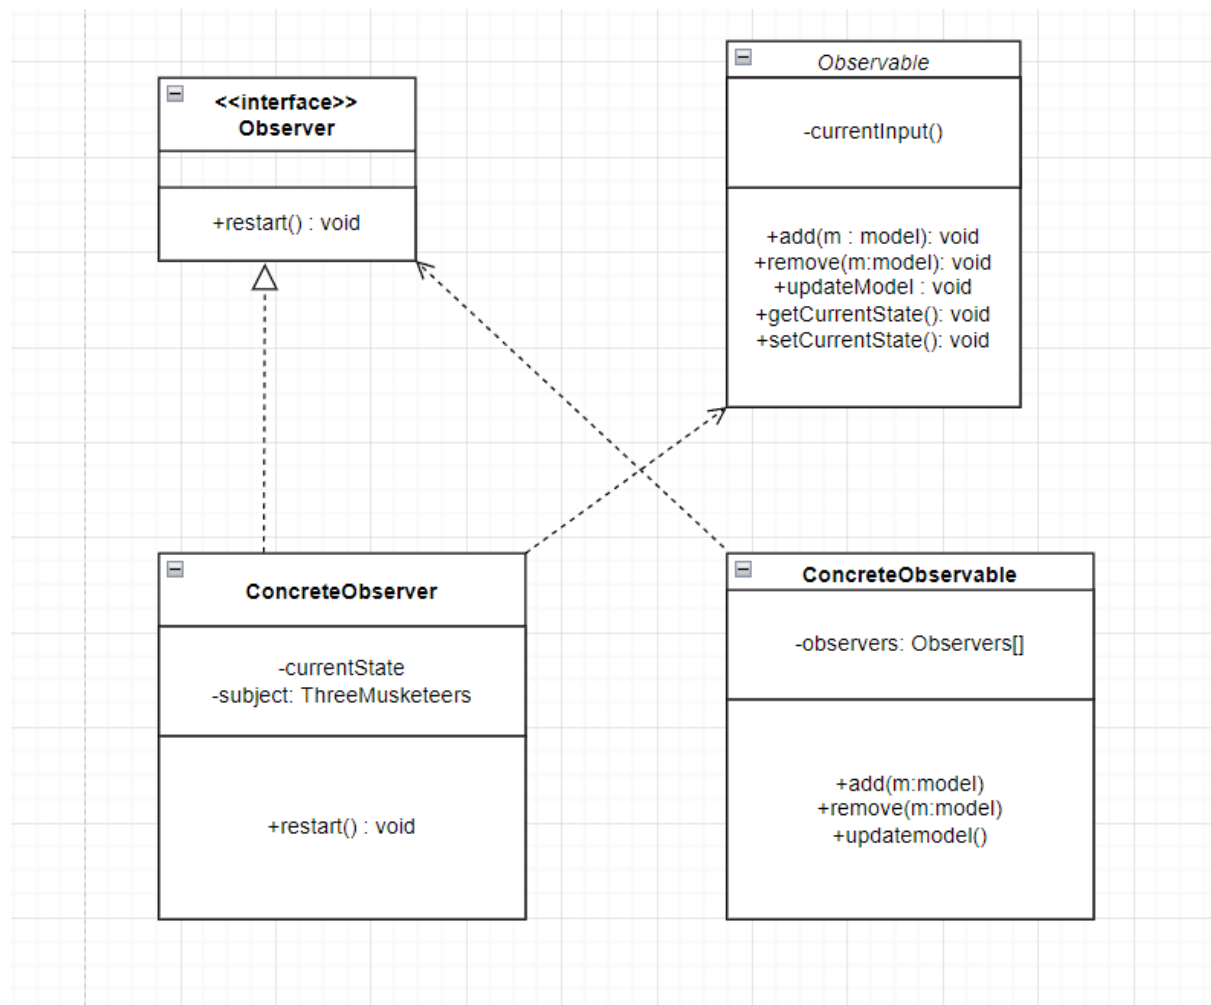 <<interface>>
Observer
+restart() : void
Observable
-currentInput()
+add(m : model): void
+remove(m:model): void
+updateModel : void
+getCurrentState(): void
+setCurrentState(): void
ConcreteObserver
-currentState
-subject: ThreeMusketeers
+restart() : void
ConcreteObservable
-observers: Observers[]
+add(m:model)
+remove(m:model)
+updatemodel()